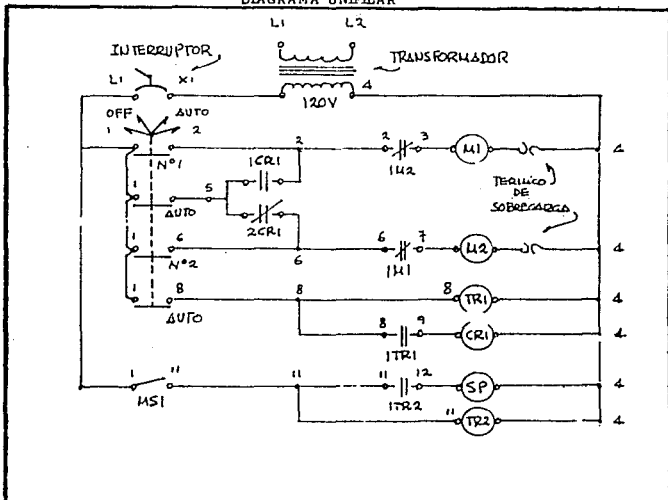 DIAGRAMA UNIFILAR
L1 L2
INTERRUPTOR
TRANSFORMADOR
L1 X1
4
120V
OFF AUTO
1 2
2
2 3
M1
4
Nº1
1CR1
1M2
TERMICO
DE
SOBRECARGA
1
5
AUTO
2CR1
1 6
6
6 7
M2
4
Nº2
1M1
1 8
8
8
TR1
4
AUTO
8 9
CR1
4
1TR1
1 11
11
11 12
SP
4
MS1
1TR2
11
TR2
4